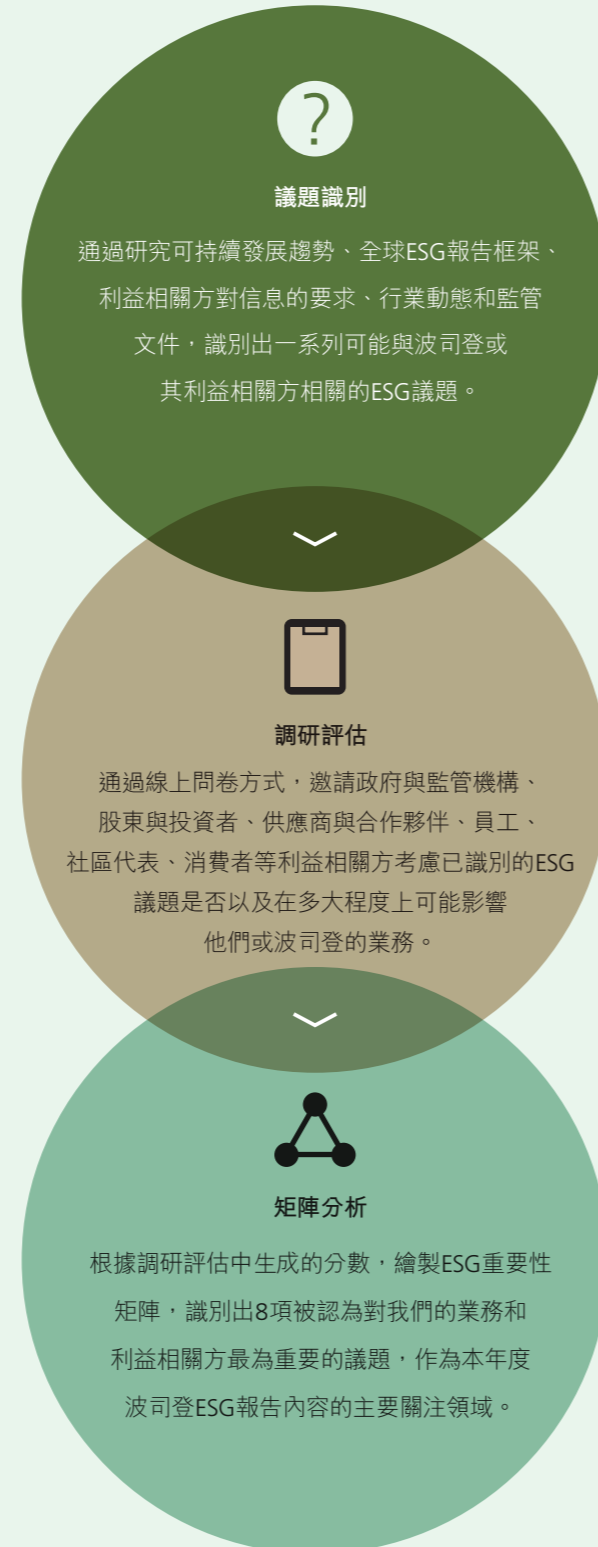 ?
議題識別
通過研究可持續發展趨勢、全球ESG報告框架、
利益相關方對信息的要求、行業動態和監管
文件，識別出一系列可能與波司登或
其利益相關方相關的ESG議題。
調研評估
通過線上問卷方式，邀請政府與監管機構、
股東與投資者、供應商與合作夥伴、員工、
社區代表、消費者等利益相關方考慮已識別的ESG
議題是否以及在多大程度上可能影響
他們或波司登的業務。
矩陣分析
根據調研評估中生成的分數，繪製ESG重要性
矩陣，識別出8項被認為對我們的業務和
利益相關方最為重要的議題，作為本年度
波司登ESG報告內容的主要關注領域。